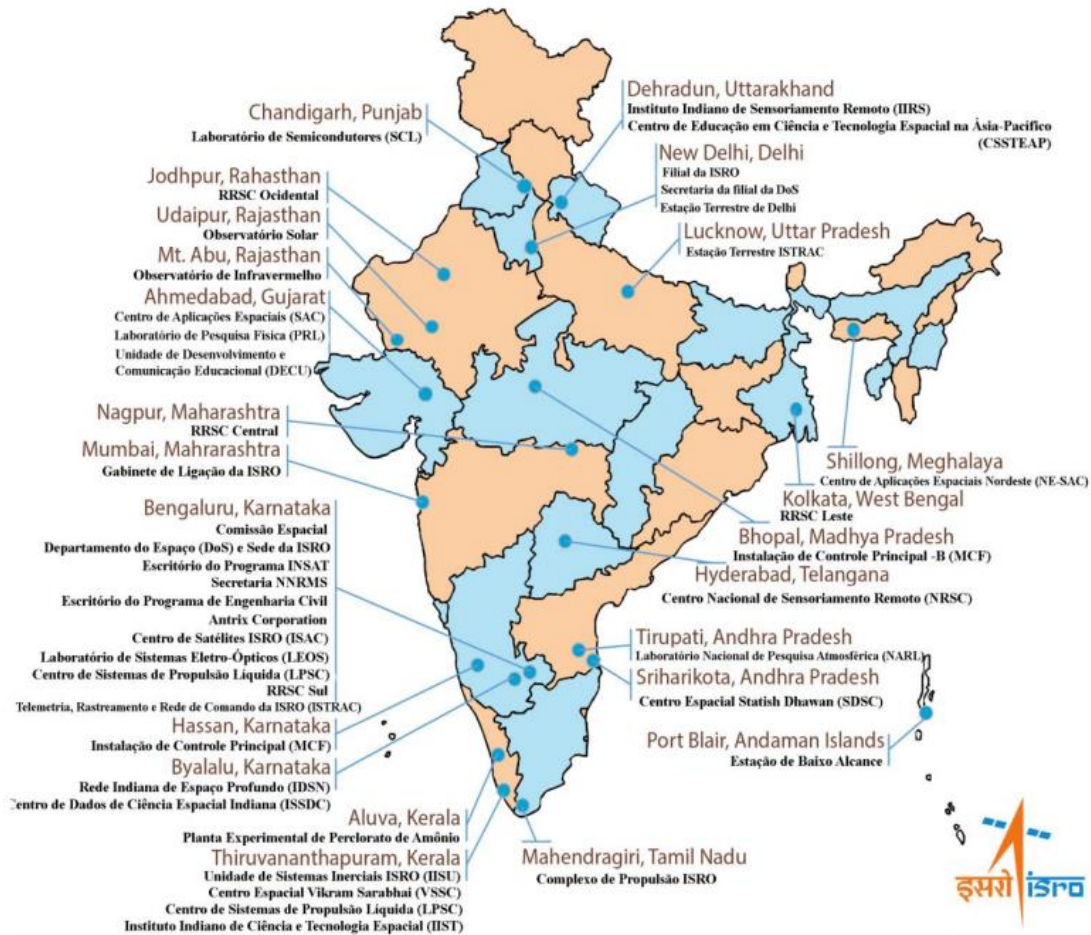 Chandigarh, Punjab
Laboratório de Semicondutores (SCL)
Jodhpur, Rahasthan
RRSC Ocidental
Udaipur, Rajasthan
Observatório Solar
Mt. Abu, Rajasthan
Observatório de Infravermelho
Ahmedabad, Gujarat
Centro de Aplicações Espaciais (SAC)
Laboratório de Pesquisa Física (PRL)
Unidade de Desenvolvimento e
Comunicação Educacional (DECU)
Nagpur, Maharashtra
RRSC Central
Mumbai, Mahrarashtra
Gabinete de Ligação da ISRO
Bengaluru, Karnataka
Comissão Espacial
Departamento do Espaço (DoS) e Sede da ISRO
Escritório do Programa INSAT
Secretaria NNRMS
Escritório do Programa de Engenharia Civil
Antrix Corporation
Centro de Satélites ISRO (ISAC)
Laboratório de Sistemas Eletro-Ópticos (LEOS)
Centro de Sistemas de Propulsão Líquida (LPSC)
RRSC Sul
Telemetria, Rastreamento e Rede de Comando da ISRO (ISTRAC)
Hassan, Karnataka
Instalação de Controle Principal (MCF)
Byalalu, Karnataka
Rede Indiana de Espaço Profundo (IDSN)
Centro de Dados de Ciência Espacial Indiana (ISSDC)
Aluva, Kerala
Planta Experimental de Perclorato de Amônio
Thiruvananthapuram, Kerala
Unidade de Sistemas Inerciais ISRO (IISU)
Centro Espacial Vikram Sarabhai (VSSC)
Centro de Sistemas de Propulsão Líquida (LPSC)
Instituto Indiano de Ciência e Tecnologia Espacial (IIST)
Dehradun, Uttarakhand
Instituto Indiano de Sensoriamento Remoto (IIRS)
Centro de Educação em Ciência e Tecnologia Espacial na Ásia-Pacífico
(CSSTEAP)
New Delhi, Delhi
Filial da ISRO
Secretaria da filial da DoS
Estação Terrestre de Delhi
Lucknow, Uttar Pradesh
Estação Terrestre ISTRAC
Shillong, Meghalaya
Centro de Aplicações Espaciais Nordeste (NE-SAC)
Kolkata, West Bengal
RRSC Leste
Bhopal, Madhya Pradesh
Instalação de Controle Principal -B (MCF)
Hyderabad, Telangana
Centro Nacional de Sensoriamento Remoto (NRSC)
Tirupati, Andhra Pradesh
Laboratório Nacional de Pesquisa Atmosférica (NARL)
Sriharikota, Andhra Pradesh
Centro Espacial Statish Dhawan (SDSC)
Port Blair, Andaman Islands
Estação de Baixo Alcance
Mahendragiri, Tamil Nadu
Complexo de Propulsão ISRO
इसरो isro